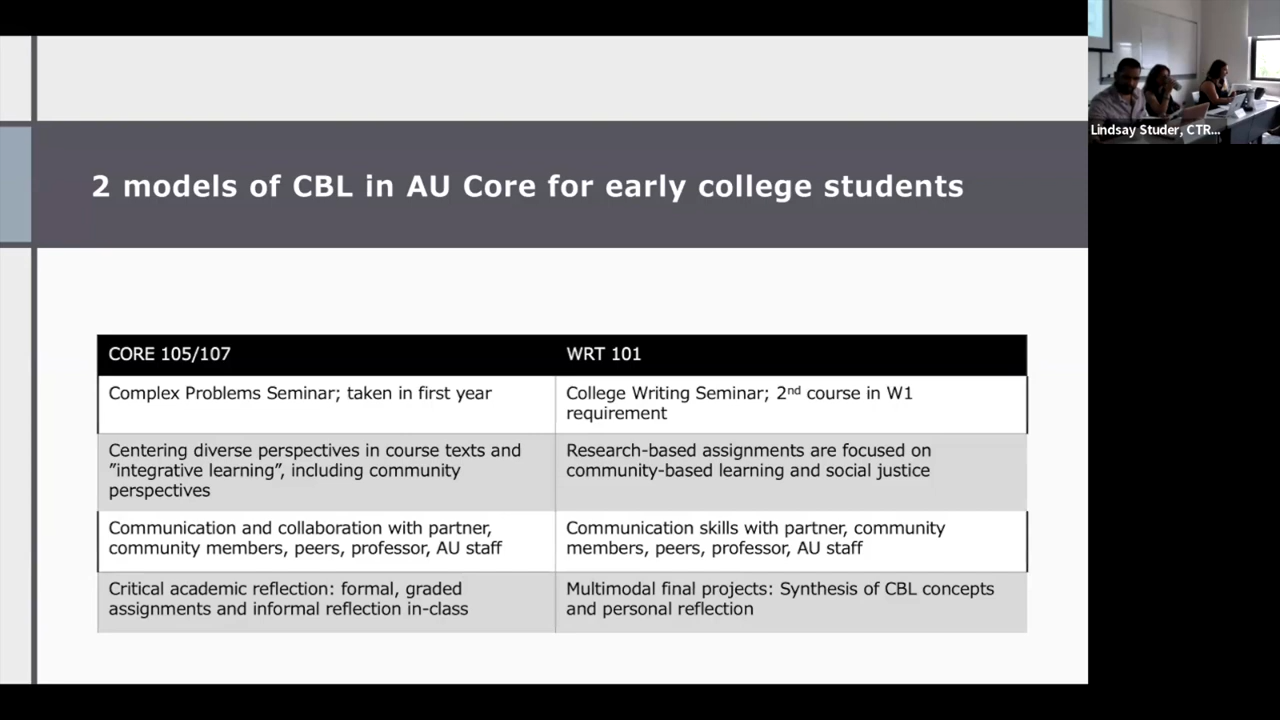 2 models of CBL in AU Core for early college students
CORE 105/107
WRT 101
Complex Problems Seminar; taken in first year
College Writing Seminar; 2nd course in W1
requirement
Centering diverse perspectives in course texts and
”integrative learning”, including community
perspectives
Research-based assignments are focused on
community-based learning and social justice
Communication and collaboration with partner,
community members, peers, professor, AU staff
Communication skills with partner, community
members, peers, professor, AU staff
Critical academic reflection: formal, graded
assignments and informal reflection in-class
Multimodal final projects: Synthesis of CBL concepts
and personal reflection
Lindsay Studer, CTR...